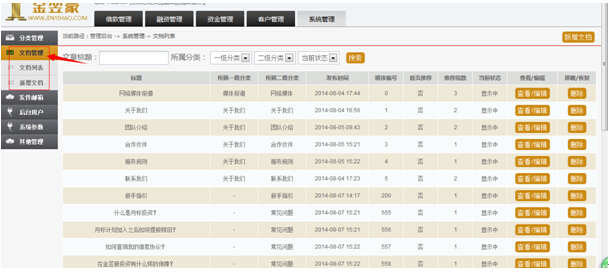 金昱家
WWW.ENYIHAO.COM
借款管理 融资管理 资金管理 客户管理 系统管理
当前路径：管理后台 -> 系统管理-> 文档列表 新增文档
分类管理
文章标题： 所属分类： 一级分类 二级分类 当前状态 搜索
文档管理
文档列表
新增文档
发件邮箱
后台用户
系统参数
其他管理
标题 所属一级分类 所属二级分类 发布时间 顺序编号 首页推荐 推荐指数 当前状态 查看/编辑 屏蔽/恢复
网络媒体报道 媒体报道 网络媒体 2014-08-04 17:44 0 否 3 显示中 查看/编辑 删除
关于我们 关于我们 关于我们 2014-08-04 16:56 1 否 2 显示中 查看/编辑 删除
团队介绍 关于我们 团队介绍 2014-08-05 09:43 2 否 2 显示中 查看/编辑 删除
合作伙伴 关于我们 合作伙伴 2014-08-05 15:21 3 否 1 显示中 查看/编辑 删除
服务规则 关于我们 服务规则 2014-08-05 15:22 4 否 1 显示中 查看/编辑 删除
联系我们 关于我们 联系我们 2014-08-04 17:23 5 否 2 显示中 查看/编辑 删除
新手指引 - 新手指引 2014-08-07 14:17 200 否 1 显示中 查看/编辑 删除
什么是月标投资? - 常见问题 2014-08-07 15:21 555 否 1 显示中 查看/编辑 删除
月标计划加入之后如何提前赎回? - 常见问题 2014-08-07 15:21 556 否 1 显示中 查看/编辑 删除
如何查询我的借款协议? - 常见问题 2014-08-07 15:22 557 否 1 显示中 查看/编辑 删除
在金昱家投资有什么样的保障? - 常见问题 2014-08-07 15:22 558 否 1 显示中 查看/编辑 删除